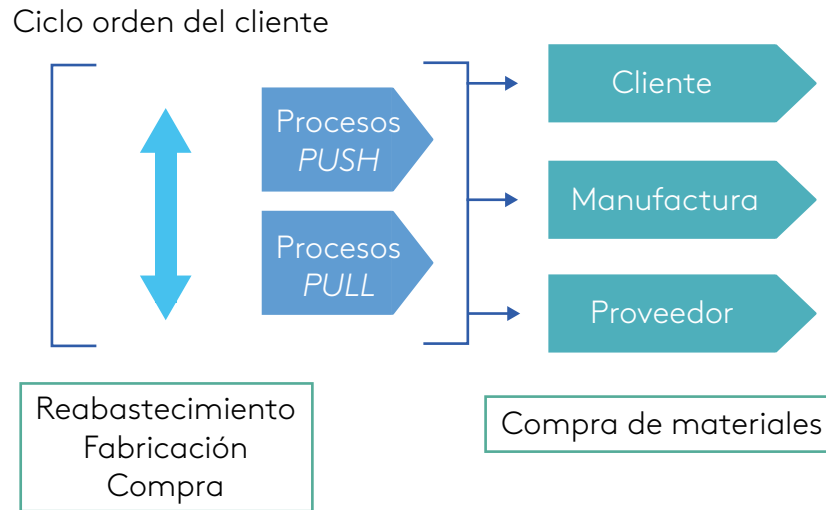 Ciclo orden del cliente
Procesos
PUSH
Procesos
PULL
Cliente
Manufactura
Proveedor
Reabastecimiento
Fabricación
Compra
Compra de materiales